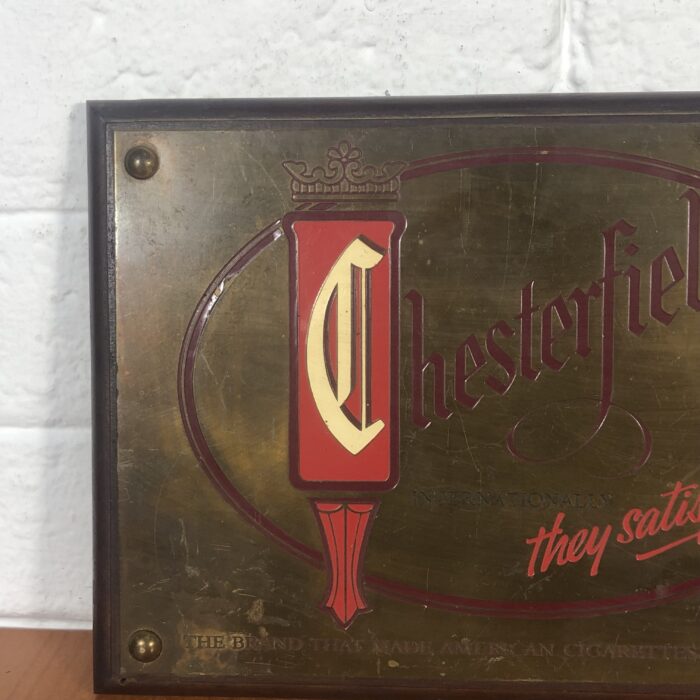 Chesterfiel
INTERNATIONALLY
they satis
THE BRAND THAT MADE AMERICAN CIGARETTES